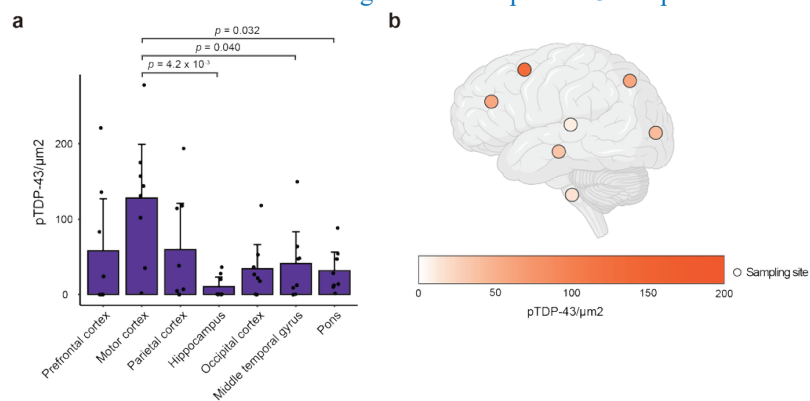 a
b
p = 0.032
p = 0.040
p = 4.2 x 10-3
pTDP-43/µm2
200
100
0
Prefrontal cortex
Motor cortex
Parietal cortex
Hippocampus
Occipital cortex
Middle temporal gyrus
Pons
0
50
100
150
200
pTDP-43/µm2
Sampling site